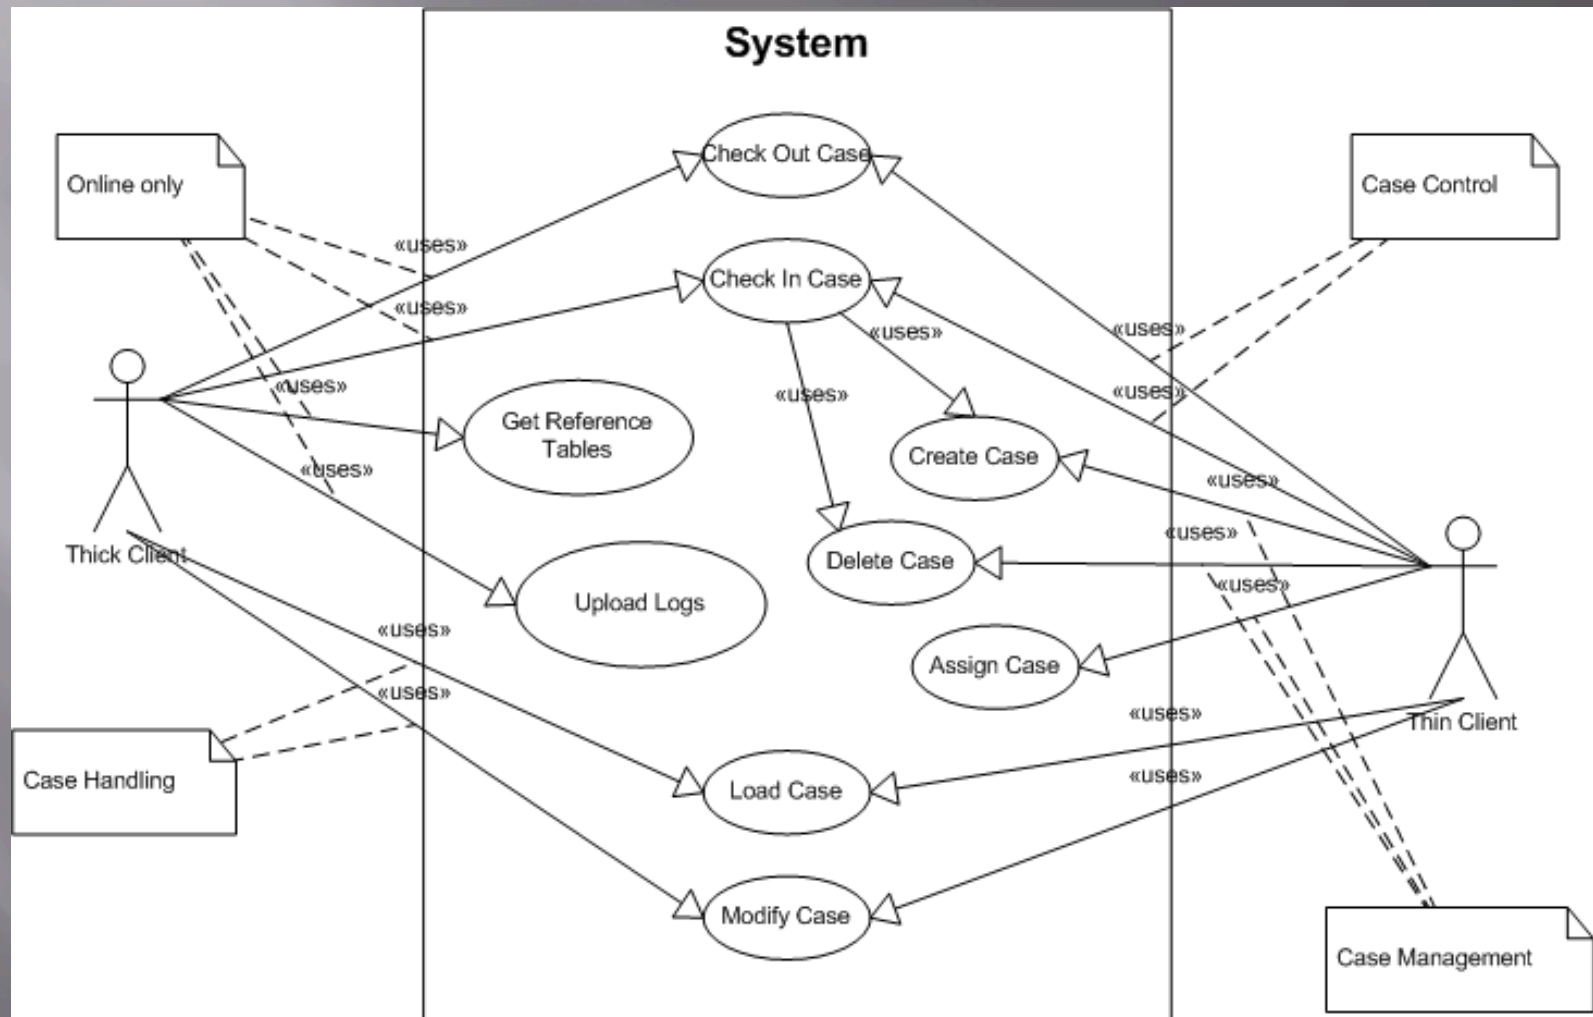 System
Check Out Case
Online only
Case Control
«uses»
Check In Case
«uses»
«uses»
«uses»
«uses»
«uses»
«uses»
Get Reference
Tables
Create Case
«uses»
«uses»
«uses»
Thick Client
Delete Case
«uses»
Upload Logs
«uses»
Assign Case
«uses»
«uses»
Thin Client
Case Handling
Load Case
«uses»
Modify Case
Case Management